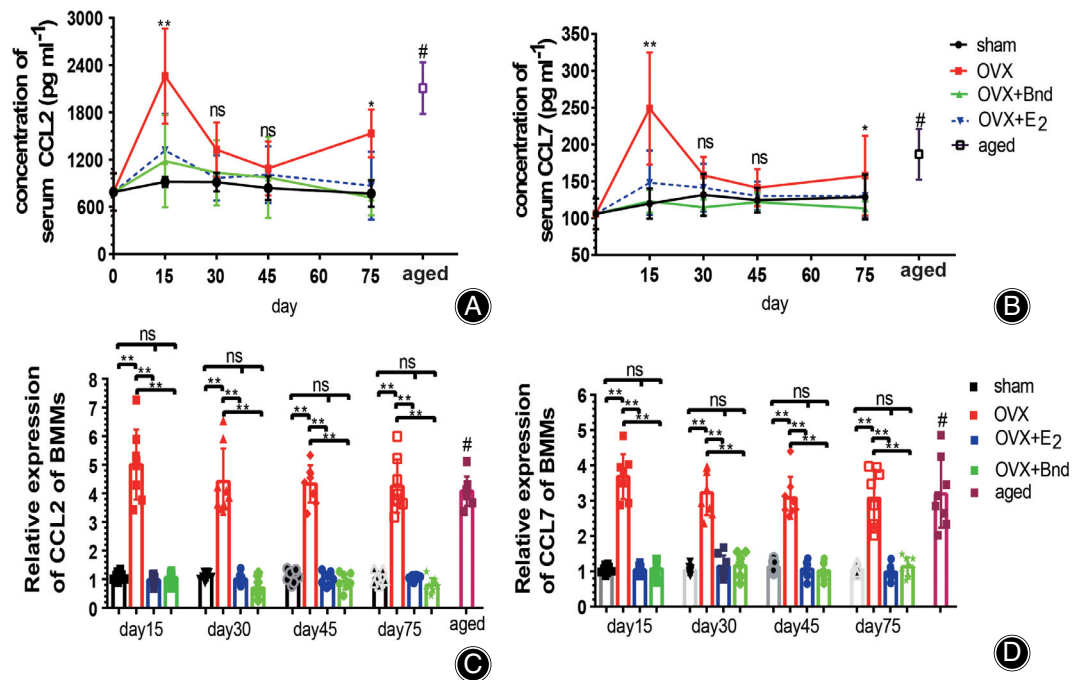 concentration of
serum CCL2 (pg ml-1)
3000
2400
1800
1200
600
0
**
ns
ns
*
#
0
15
30
45
60
75
aged
day
A
concentration of
serum CCL7 (pg ml-1)
350
300
250
200
150
100
50
**
ns
ns
*
#
15
30
45
60
75
aged
day
B
sham
OVX
OVX+Bnd
OVX+E2
aged
Relative expression
of CCL2 of BMMs
8
7
6
5
4
3
2
1
0
ns
**
**
**
ns
**
**
**
ns
**
**
**
ns
**
**
**
#
day15
day30
day45
day75
aged
C
Relative expression
of CCL7 of BMMs
7
6
5
4
3
2
1
0
ns
**
**
**
ns
**
**
**
ns
**
**
**
ns
**
**
**
#
day15
day30
day45
day75
D
sham
OVX
OVX+E2
OVX+Bnd
aged